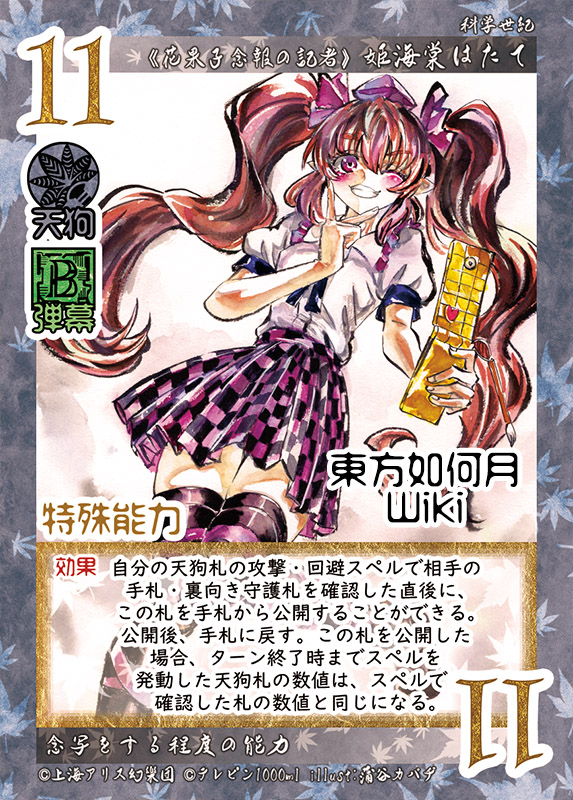 科学世紀
11
《花果子念報の記者》 姫海棠はたて
天狗
B
弾幕
東方如何月
Wiki
特殊能力
効果
自分の天狗札の攻撃・回避スペルで相手の
手札・裏向き守護札を確認した直後に、
この札を手札から公開することができる。
公開後、手札に戻す。この札を公開した
場合、ターン終了時までスペルを
発動した天狗札の数値は、スペルで
確認した札の数値と同じになる。
11
念写をする程度の能力
©上海アリス幻樂団 ©テレピン1000ml illust:蒲谷カバヂ